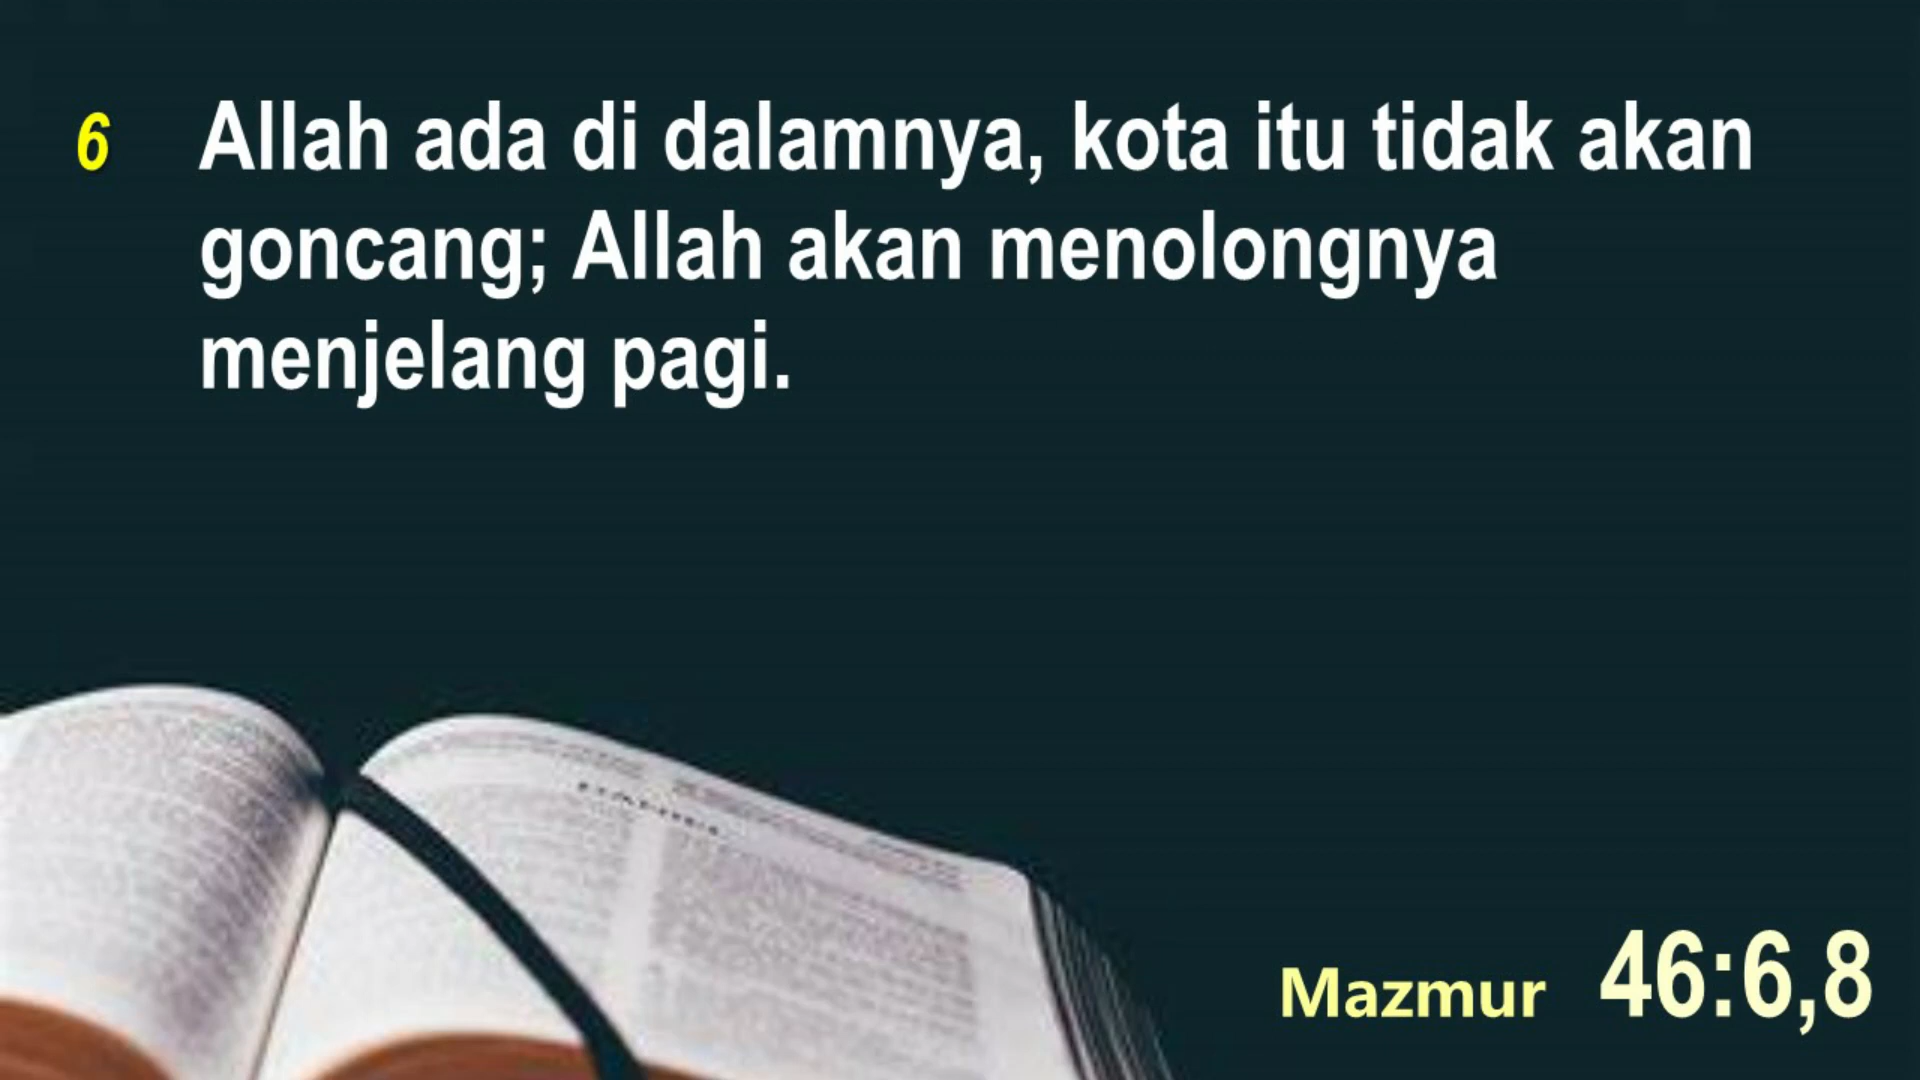 6 Allah ada di dalamnya, kota itu tidak akan
goncang; Allah akan menolongnya
menjelang pagi.
Mazmur 46:6,8